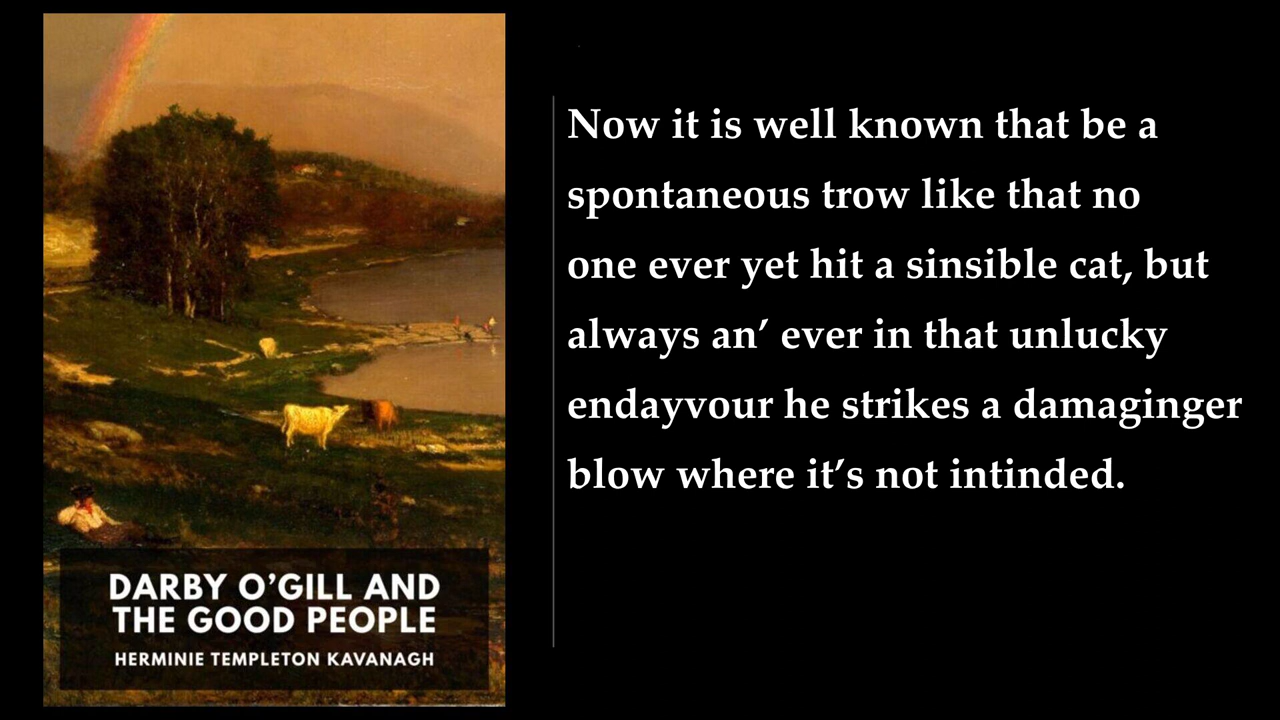 Now it is well known that be a
spontaneous trow like that no
one ever yet hit a sinsible cat, but
always an’ ever in that unlucky
endayvour he strikes a damaginger
blow where it’s not intinded.
DARBY O’GILL AND
THE GOOD PEOPLE
HERMINIE TEMPLETON KAVANAGH